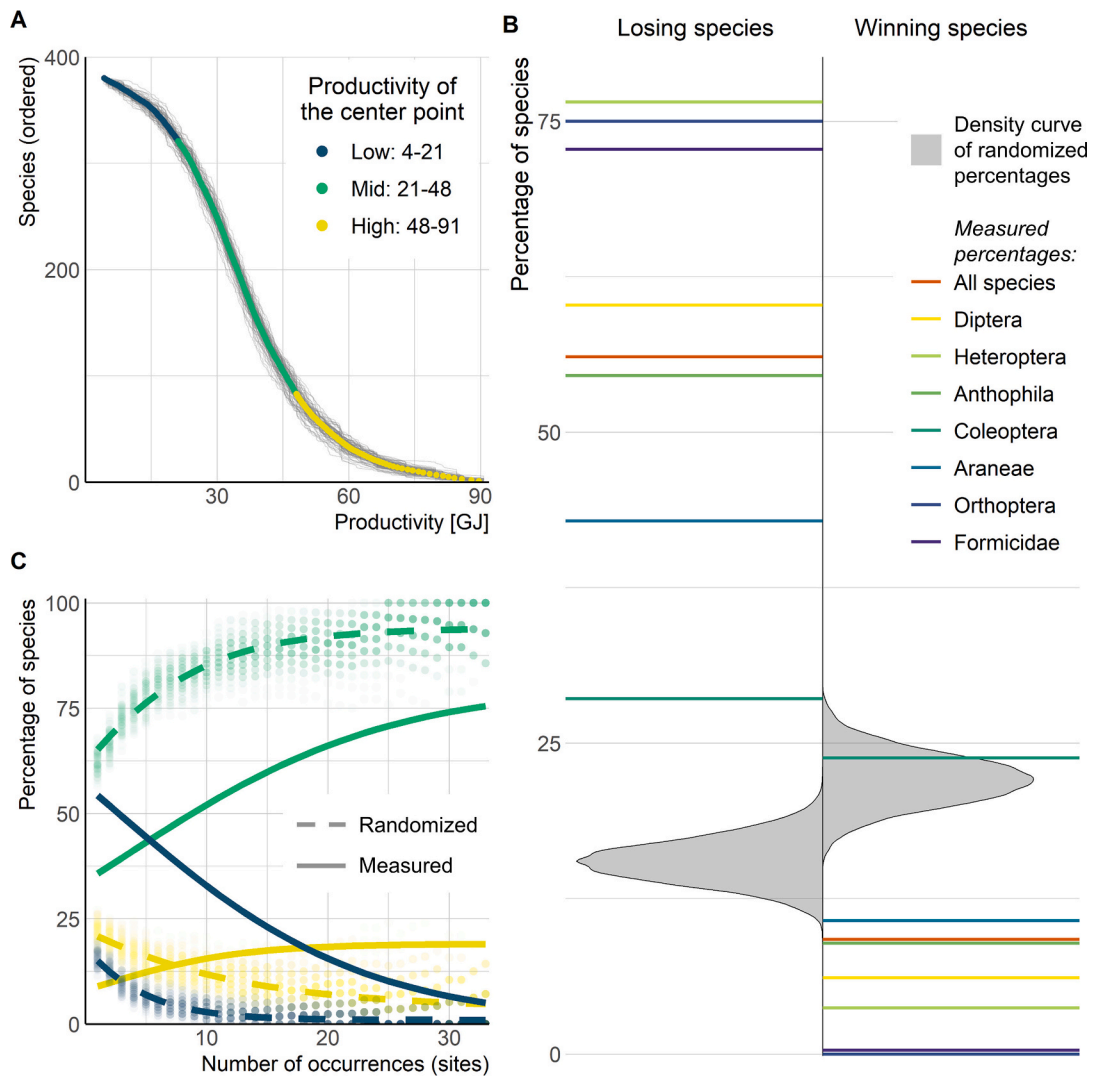 A
Species (ordered)
400
200
0
30
60
90
Productivity [GJ]
Productivity of
the center point
Low: 4-21
Mid: 21-48
High: 48-91
B
Losing species
Winning species
Percentage of species
75
50
25
0
Density curve
of randomized
percentages
Measured
percentages:
All species
Diptera
Heteroptera
Anthophila
Coleoptera
Araneae
Orthoptera
Formicidae
C
Percentage of species
100
75
50
25
0
10
20
30
Number of occurrences (sites)
Randomized
Measured